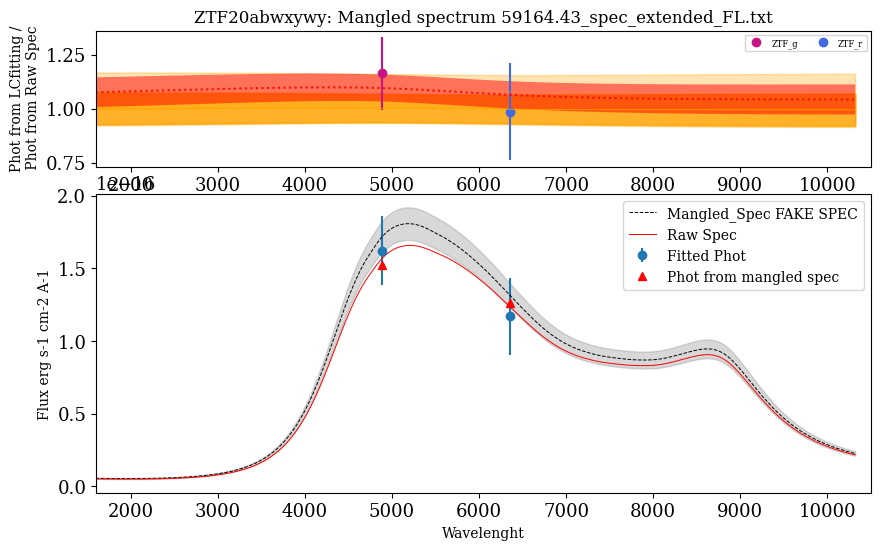 ZTF20abwxywy: Mangled spectrum 59164.43_spec_extended_FL.txt
Phot from LCfitting /
Phot from Raw Spec
1.25
1.00
0.75
ZTF_g
ZTF_r
2000 3000 4000 5000 6000 7000 8000 9000 10000
1e−16
Flux erg s-1 cm-2 A-1
2.0
1.5
1.0
0.5
0.0
Mangled_Spec FAKE SPEC
Raw Spec
Fitted Phot
Phot from mangled spec
2000 3000 4000 5000 6000 7000 8000 9000 10000
Wavelenght